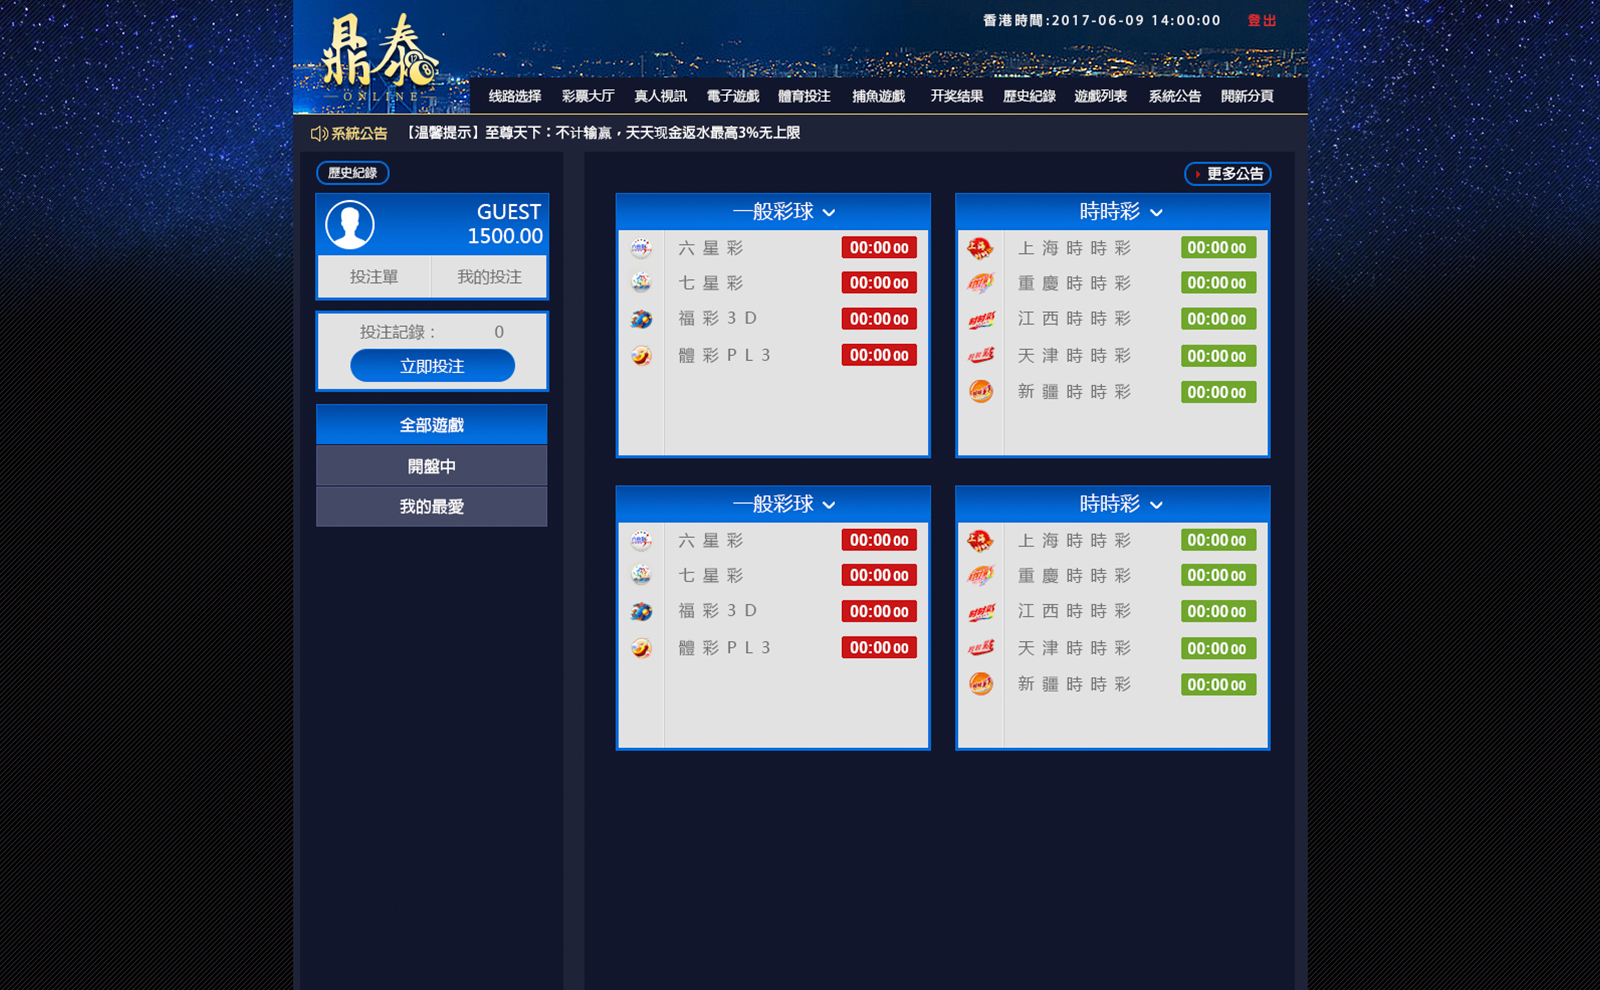 鼎泰
ONLINE
香港時間:2017-06-09 14:00:00 登出
线路选择 彩票大厅 真人視訊 電子遊戲 體育投注 捕魚遊戲 开奖结果 歷史紀錄 遊戲列表 系統公告 開新分頁
系統公告 【溫馨提示】至尊天下：不计输赢，天天现金返水最高3%无上限
歷史紀錄
GUEST
1500.00
投注單 我的投注
投注記錄： 0
立即投注
全部遊戲
開盤中
我的最愛
更多公告
一般彩球
六星彩 00:00 00
七星彩 00:00 00
福彩3D 00:00 00
體彩PL3 00:00 00
時時彩
上海時時彩 00:00 00
重慶時時彩 00:00 00
江西時時彩 00:00 00
天津時時彩 00:00 00
新疆時時彩 00:00 00
一般彩球
六星彩 00:00 00
七星彩 00:00 00
福彩3D 00:00 00
體彩PL3 00:00 00
時時彩
上海時時彩 00:00 00
重慶時時彩 00:00 00
江西時時彩 00:00 00
天津時時彩 00:00 00
新疆時時彩 00:00 00